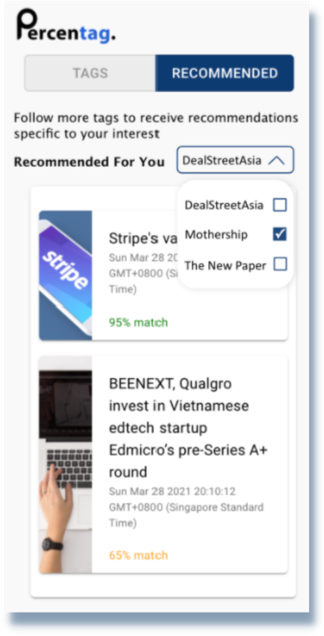 Percentag.
TAGS
RECOMMENDED
Follow more tags to receive recommendations
specific to your interest
Recommended For You
DealStreetAsia
DealStreetAsia
Mothership
The New Paper
Stripe's va
Sun Mar 28 20
GMT+0800 (Si
Time)
95% match
stripe
BEENEXT, Qualgro
invest in Vietnamese
edtech startup
Edmicro's pre-Series A+
round
Sun Mar 28 2021 20:10:12
GMT+0800 (Singapore Standard
Time)
65% match